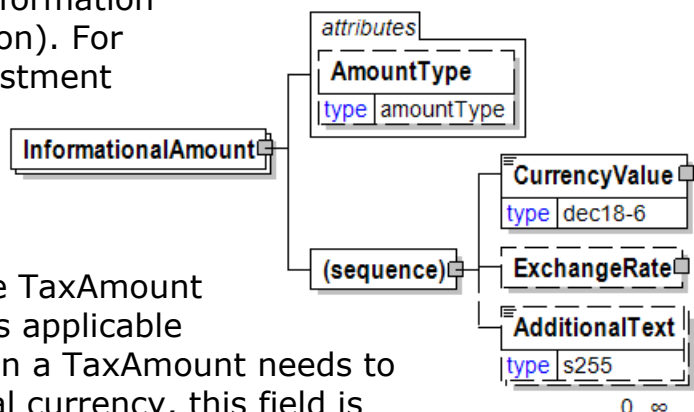 ormation
on). For
stment
attributes
AmountType
type amountType
InformationalAmount
CurrencyValue
type dec18-6
(sequence)
ExchangeRate
e TaxAmount
s applicable
AdditionalText
type s255
n a TaxAmount needs to
al currency, this field is
0 ∞